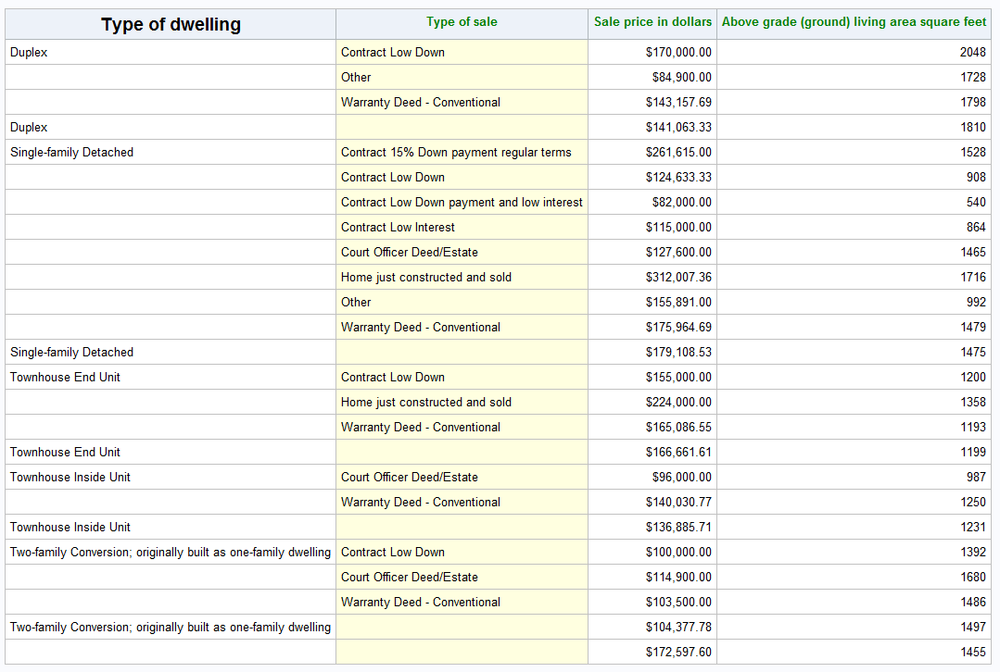 Type of dwelling Type of sale Sale price in dollars Above grade (ground) living area square feet
Duplex Contract Low Down $170,000.00 2048
Other $84,900.00 1728
Warranty Deed - Conventional $143,157.69 1798
Duplex $141,063.33 1810
Single-family Detached Contract 15% Down payment regular terms $261,615.00 1528
Contract Low Down $124,633.33 908
Contract Low Down payment and low interest $82,000.00 540
Contract Low Interest $115,000.00 864
Court Officer Deed/Estate $127,600.00 1465
Home just constructed and sold $312,007.36 1716
Other $155,891.00 992
Warranty Deed - Conventional $175,964.69 1479
Single-family Detached $179,108.53 1475
Townhouse End Unit Contract Low Down $155,000.00 1200
Home just constructed and sold $224,000.00 1358
Warranty Deed - Conventional $165,086.55 1193
Townhouse End Unit $166,661.61 1199
Townhouse Inside Unit Court Officer Deed/Estate $96,000.00 987
Warranty Deed - Conventional $140,030.77 1250
Townhouse Inside Unit $136,885.71 1231
Two-family Conversion; originally built as one-family dwelling Contract Low Down $100,000.00 1392
Court Officer Deed/Estate $114,900.00 1680
Warranty Deed - Conventional $103,500.00 1486
Two-family Conversion; originally built as one-family dwelling $104,377.78 1497
$172,597.60 1455